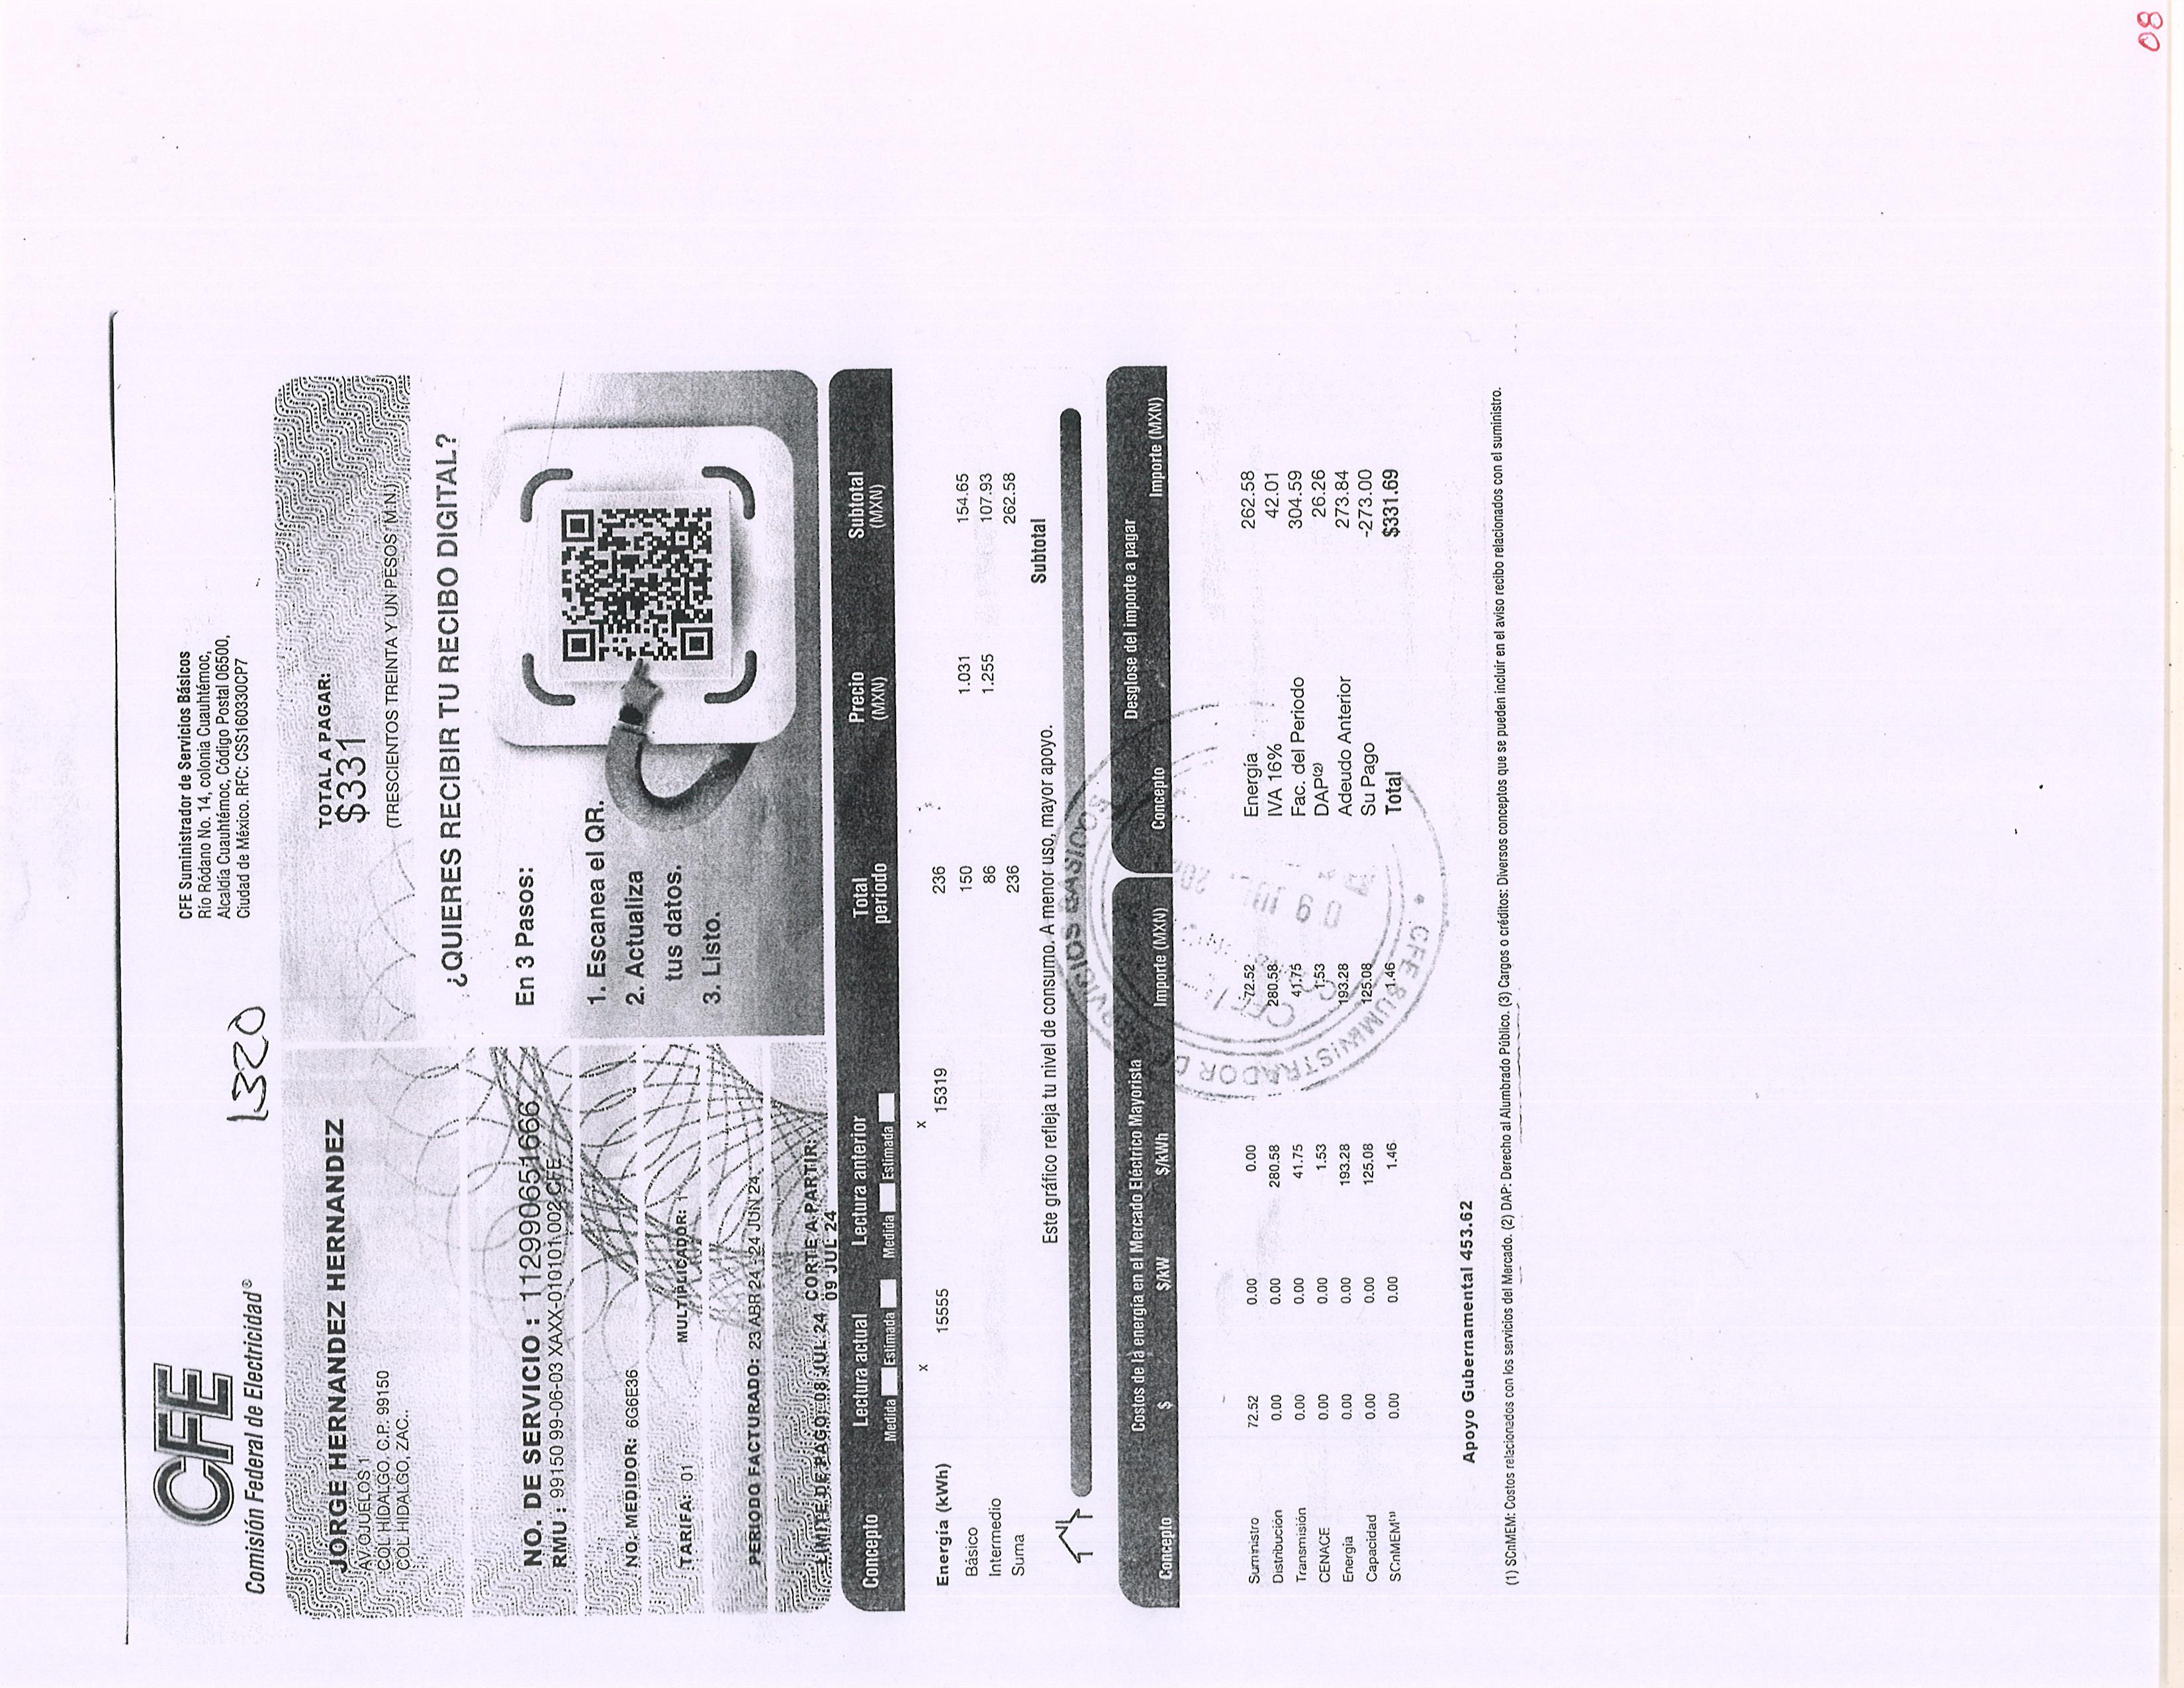 CFE
Comisión Federal de Electricidad®
1320
CFE Suministrador de Servicios Básicos
Río Ródano No. 14, colonia Cuauhtémoc,
Alcaldía Cuauhtémoc, Código Postal 06500,
Ciudad de México. RFC: CSS160330CP7
JORGE HERNANDEZ HERNANDEZ
AV OJUELOS 1
COL HIDALGO C.P. 99150
COL HIDALGO, ZAC..
TOTAL A PAGAR:
$331
(TRESCIENTOS TREINTA Y UN PESOS M.N.)
NO. DE SERVICIO : 112990651666
RMU : 99150 99-06-03 XAXX-010101 002 CFE
NO. MEDIDOR: 6G6E36
TARIFA: 01 MULTIPLICADOR: 1
PERIODO FACTURADO: 23 ABR 24 -24 JUN 24
LIMITE DE PAGO: 08 JUL 24 CORTE A PARTIR:
09 JUL 24
¿QUIERES RECIBIR TU RECIBO DIGITAL?
En 3 Pasos:
1. Escanea el QR.
2. Actualiza
tus datos.
3. Listo.
Concepto Lectura actual Lectura anterior Total periodo Precio (MXN) Subtotal (MXN)
Medida Estimada Medida Estimada
x x
Energía (kWh) 15555 15319 236
Básico 150 1.031 154.65
Intermedio 86 1.255 107.93
Suma 236 262.58
Subtotal
Este gráfico refleja tu nivel de consumo. A menor uso, mayor apoyo.
Costos de la energía en el Mercado Eléctrico Mayorista
Concepto $ $/kW $/kWh Importe (MXN)
Suministro 72.52 0.00 0.00 72.52
Distribución 0.00 0.00 280.58 280.58
Transmisión 0.00 0.00 41.75 41.75
CENACE 0.00 0.00 1.53 1.53
Energía 0.00 0.00 193.28 193.28
Capacidad 0.00 0.00 125.08 125.08
SCnMEM(1) 0.00 0.00 1.46 1.46
Desglose del importe a pagar
Concepto Importe (MXN)
Energía 262.58
IVA 16% 42.01
Fac. del Periodo 304.59
DAP(2) 26.26
Adeudo Anterior 273.84
Su Pago -273.00
Total $331.69
CFE SUMINISTRADOR D SERVICIOS BASICOS
09 JUL
Apoyo Gubernamental 453.62
(1) SCnMEM: Costos relacionados con los servicios del Mercado. (2) DAP: Derecho al Alumbrado Público. (3) Cargos o créditos: Diversos conceptos que se pueden incluir en el aviso recibo relacionados con el suministro.
08